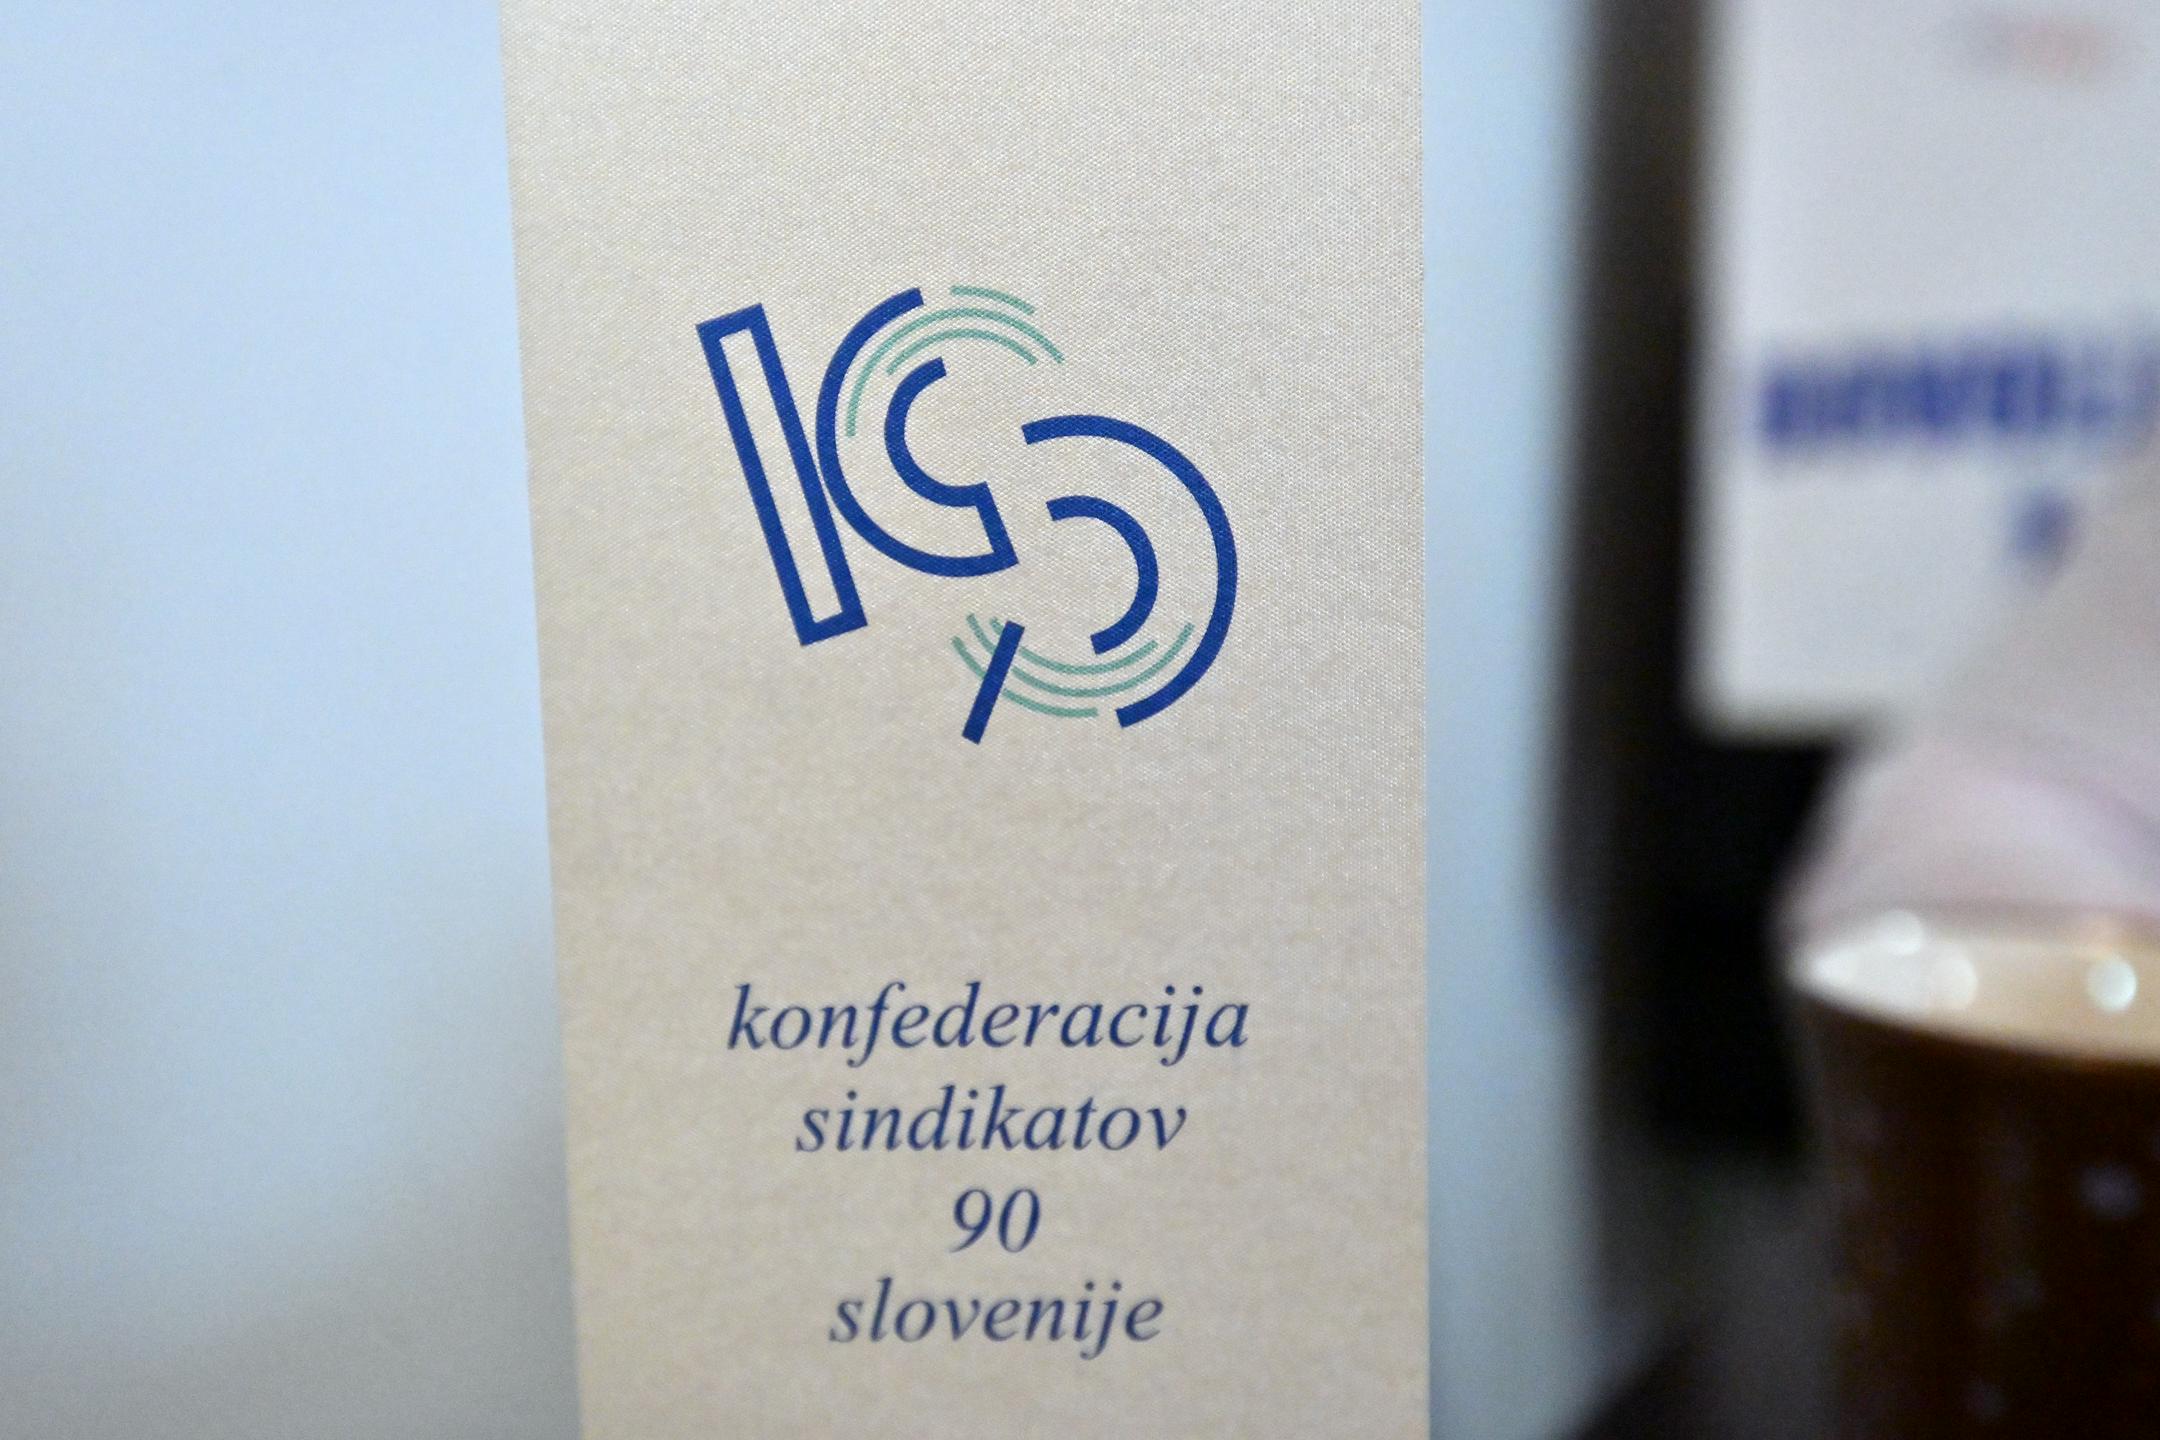 konfederacija
sindikatov
90
slovenije